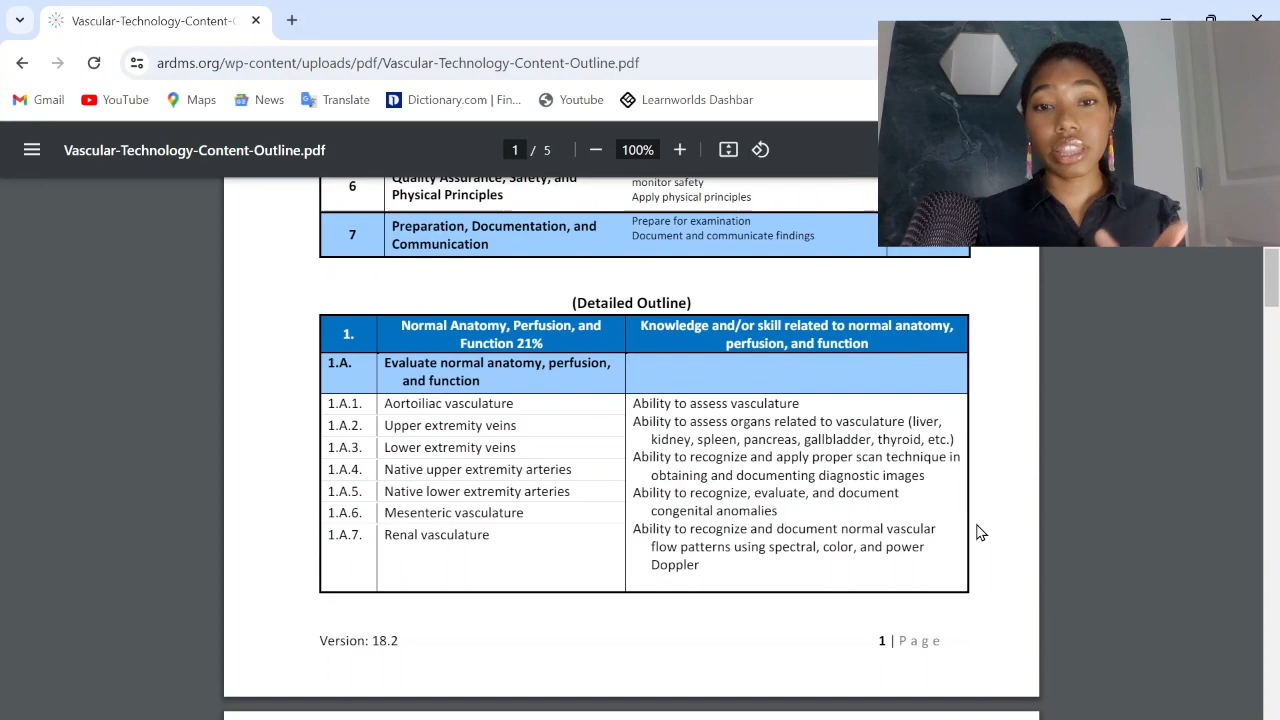 Vascular-Technology-Content-C
ardms.org/wp-content/uploads/pdf/Vascular-Technology-Content-Outline.pdf
Gmail YouTube Maps News Translate Dictionary.com | Fin... Youtube Learnworlds Dashbar
Vascular-Technology-Content-Outline.pdf 1 / 5 100%
6 Quality Assurance, Safety, and
Physical Principles
monitor safety
Apply physical principles
7 Preparation, Documentation, and
Communication
Prepare for examination
Document and communicate findings
(Detailed Outline)
1. Normal Anatomy, Perfusion, and
Function 21%
Knowledge and/or skill related to normal anatomy,
perfusion, and function
1.A. Evaluate normal anatomy, perfusion,
and function
1.A.1. Aortoiliac vasculature
1.A.2. Upper extremity veins
1.A.3. Lower extremity veins
1.A.4. Native upper extremity arteries
1.A.5. Native lower extremity arteries
1.A.6. Mesenteric vasculature
1.A.7. Renal vasculature
Ability to assess vasculature
Ability to assess organs related to vasculature (liver,
kidney, spleen, pancreas, gallbladder, thyroid, etc.)
Ability to recognize and apply proper scan technique in
obtaining and documenting diagnostic images
Ability to recognize, evaluate, and document
congenital anomalies
Ability to recognize and document normal vascular
flow patterns using spectral, color, and power
Doppler
Version: 18.2
1 | Page